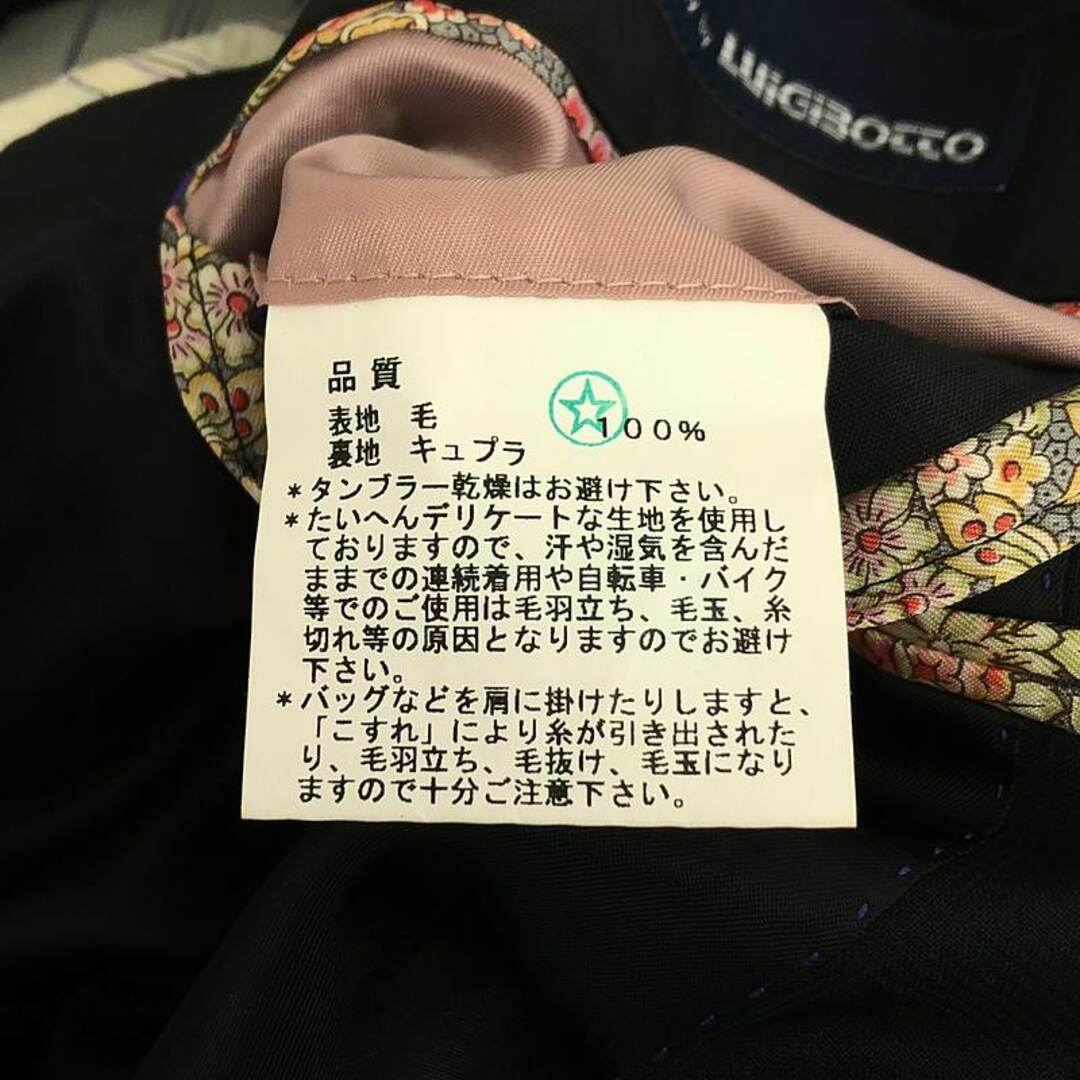 y by
LUIGIBOTTO
品質
表地 毛 100%
裏地 キュプラ
*タンブラー乾燥はお避け下さい。
*たいへんデリケートな生地を使用し
ておりますので、汗や湿気を含んだ
ままでの連続着用や自転車・バイク
等でのご使用は毛羽立ち、毛玉、糸
切れ等の原因となりますのでお避け
下さい。
*バッグなどを肩に掛けたりしますと、
「こすれ」により糸が引き出された
り、毛羽立ち、毛抜け、毛玉になり
ますので十分ご注意下さい。